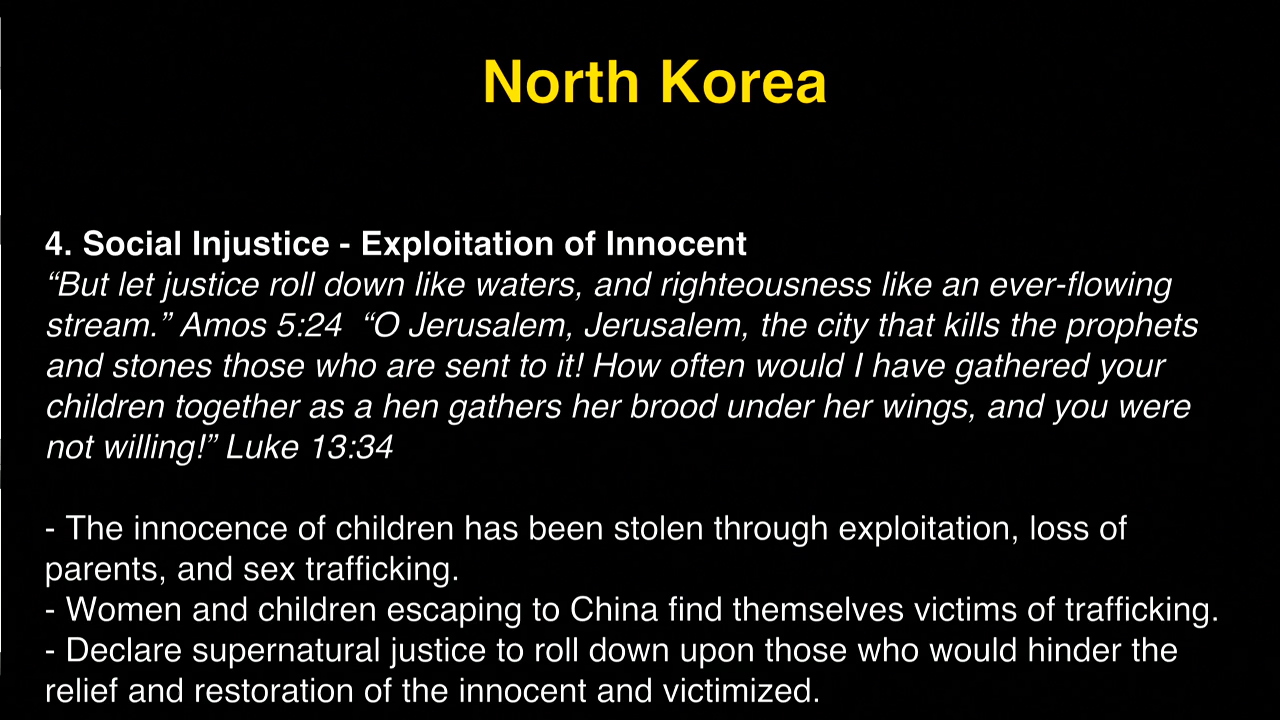 North Korea
4. Social Injustice - Exploitation of Innocent
“But let justice roll down like waters, and righteousness like an ever-flowing
stream.” Amos 5:24  “O Jerusalem, Jerusalem, the city that kills the prophets
and stones those who are sent to it! How often would I have gathered your
children together as a hen gathers her brood under her wings, and you were
not willing!” Luke 13:34
- The innocence of children has been stolen through exploitation, loss of
parents, and sex trafficking.
- Women and children escaping to China find themselves victims of trafficking.
- Declare supernatural justice to roll down upon those who would hinder the
relief and restoration of the innocent and victimized.